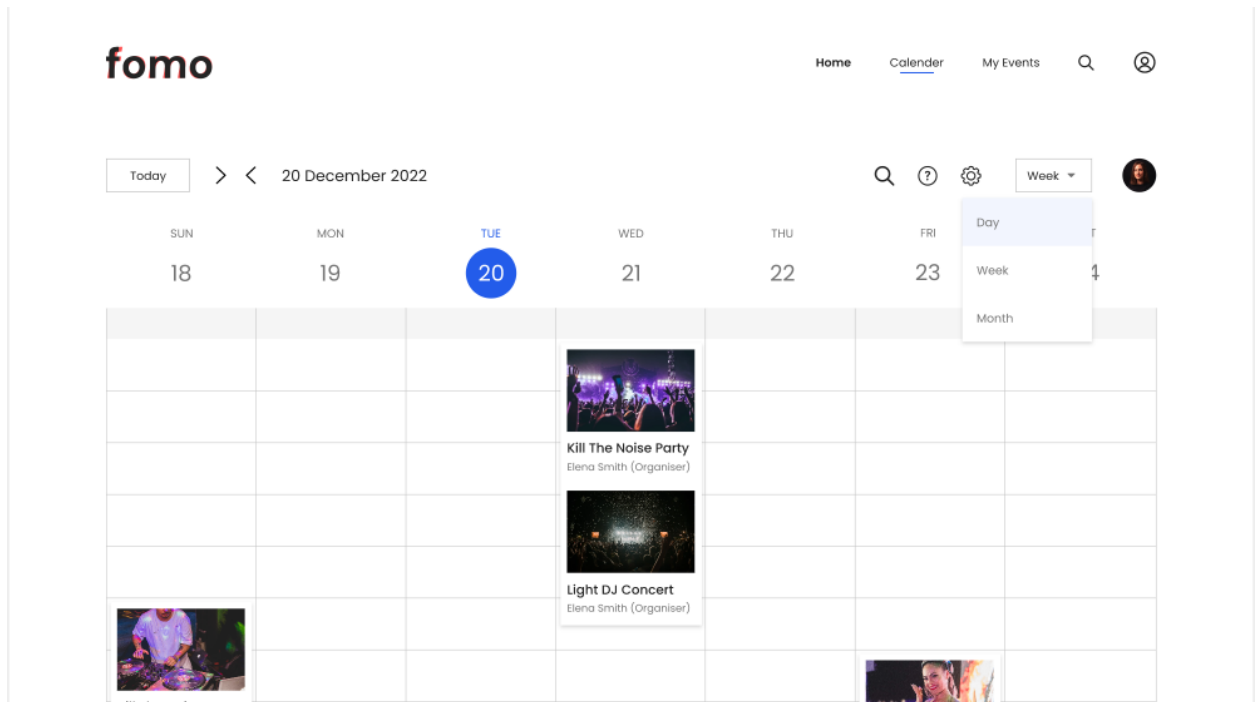 fomo
Home Calender My Events
Today 20 December 2022 ? Week
Day
Week
Month
SUN MON TUE WED THU FRI
18 19 20 21 22 23
Kill The Noise Party
Elena Smith (Organiser)
Light DJ Concert
Elena Smith (Organiser)